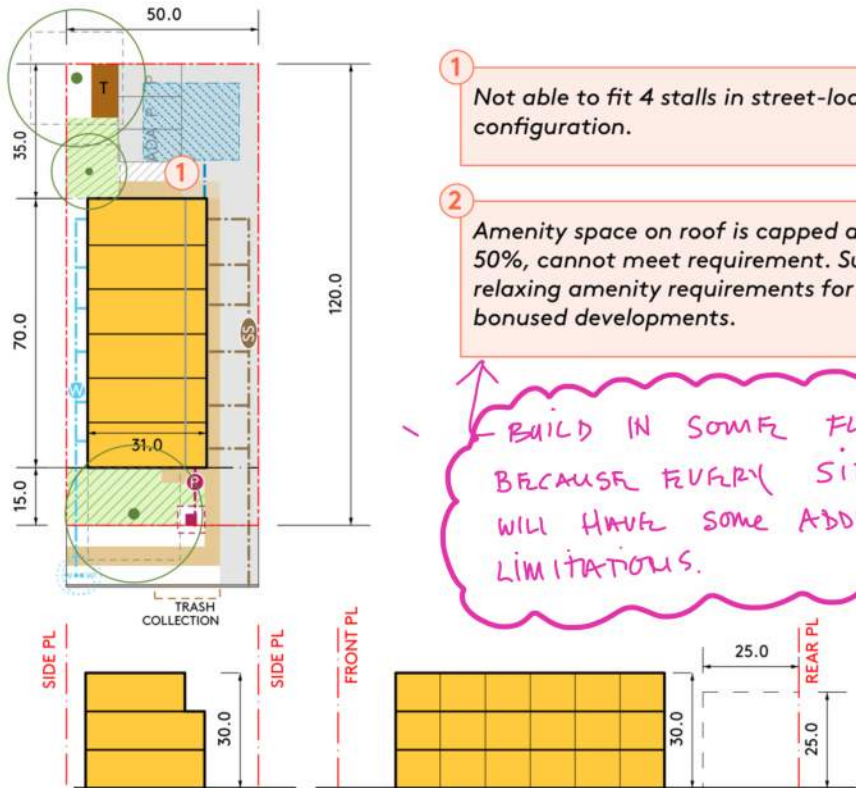 50.0
T
ADA P
35.0
1
70.0
120.0
SS
W
31.0
P
15.0
TRASH
COLLECTION
1
Not able to fit 4 stalls in
configuration.
2
Amenity space on roof is capped
50%, cannot meet requirement.
relaxing amenity requirements for
bonused developments.
BUILD IN SOME
BECAUSE EVERY
WILL HAVE SOME
LIMITATIONS.
SIDE PL
30.0
SIDE PL
FRONT PL
30.0
25.0
25.0
REAR PL